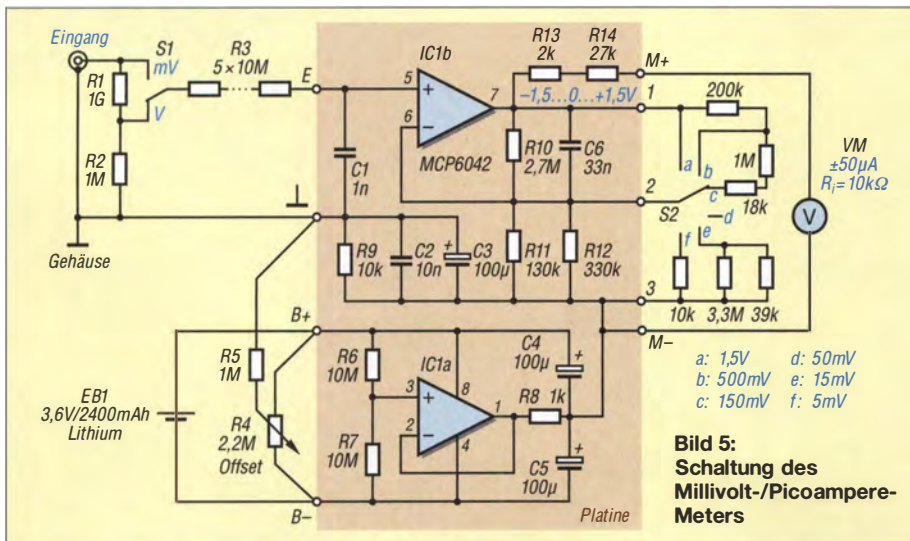 Eingang
S1
mV
V
R1
1G
R2
1M
R3
5×10M
E
Gehäuse
IC1b
5
+
6
−
7
MCP6042
C1
1n
R13
2k
R14
27k
M+
1
−1,5...0...+1,5V
R10
2,7M
C6
33n
2
200k
1M
18k
a
b
c
d
e
f
S2
VM
±50µA
Ri=10kΩ
V
R9
10k
C2
10n
+
C3
100µ
R11
130k
R12
330k
3
M−
10k
3,3M
39k
B+
R5
1M
R4
2,2M
Offset
EB1
3,6V/2400mAh
Lithium
B−
R6
10M
R7
10M
IC1a
3
+
2
−
8
4
1
R8
1k
C4
100µ
+
C5
100µ
+
Platine
a: 1,5V
b: 500mV
c: 150mV
d: 50mV
e: 15mV
f: 5mV
Bild 5:
Schaltung des
Millivolt-/Picoampere-
Meters